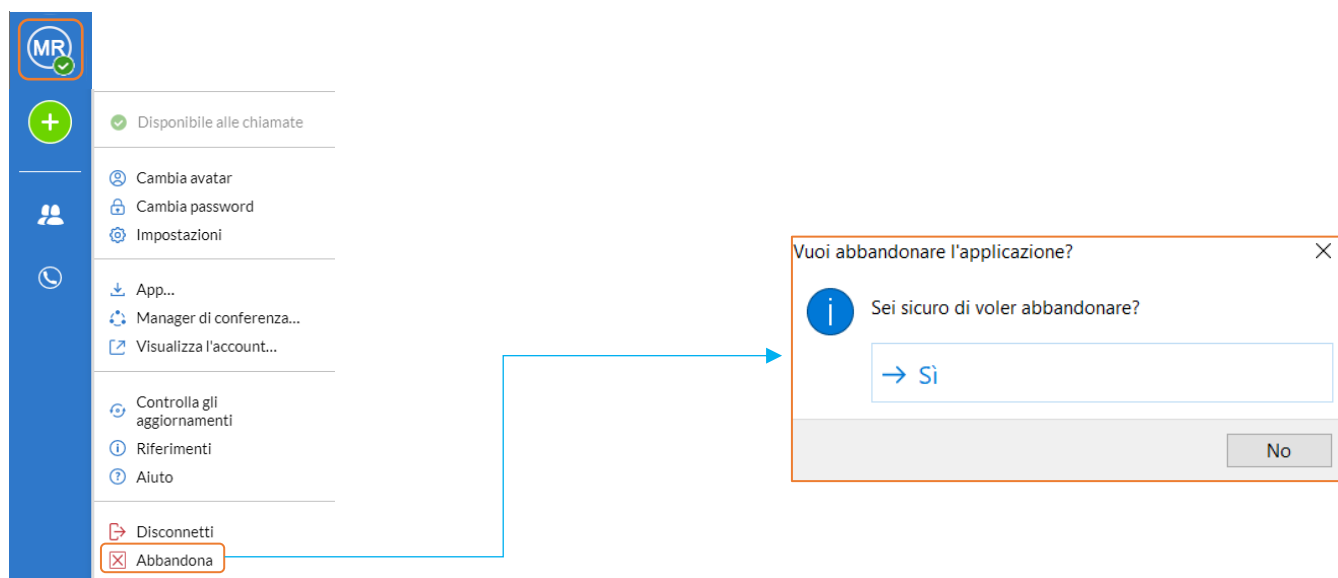 MR
Disponibile alle chiamate
Cambia avatar
Cambia password
Impostazioni
App...
Manager di conferenza...
Visualizza l'account...
Controlla gli
aggiornamenti
Riferimenti
Aiuto
Disconnetti
Abbandona
Vuoi abbandonare l'applicazione?
Sei sicuro di voler abbandonare?
Sì
No